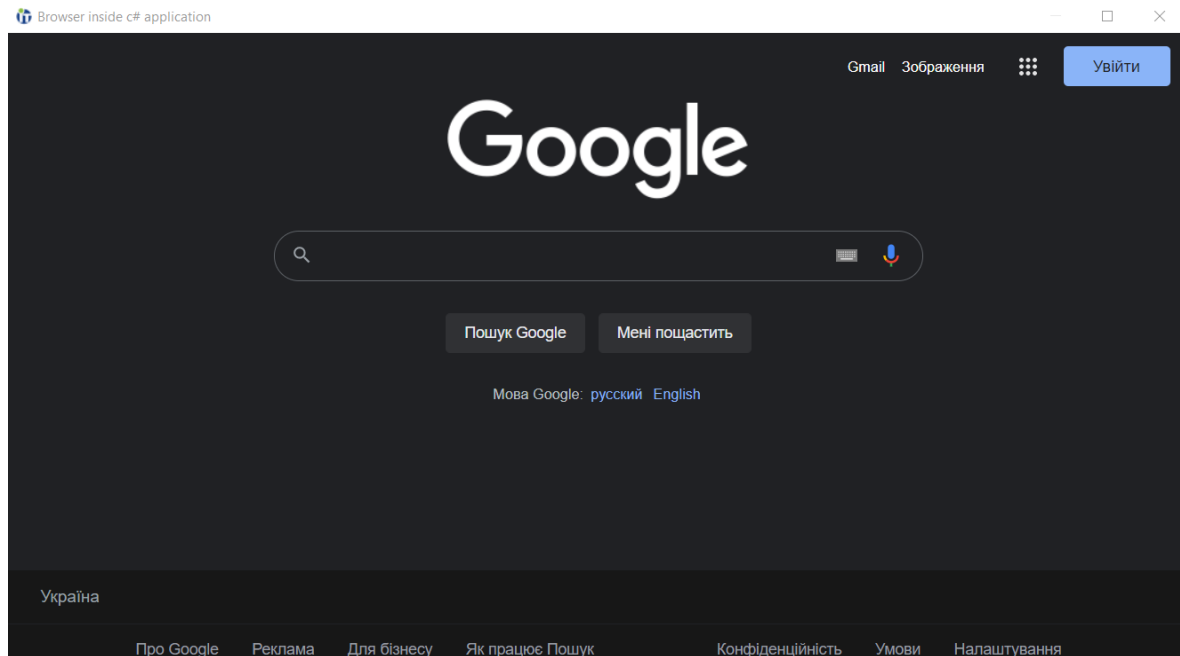 Browser inside c# application
Gmail Зображення Увійти
Google
Пошук Google Мені пощастить
Мова Google: русский English
Україна
Про Google Реклама Для бізнесу Як працює Пошук Конфіденційність Умови Налаштування